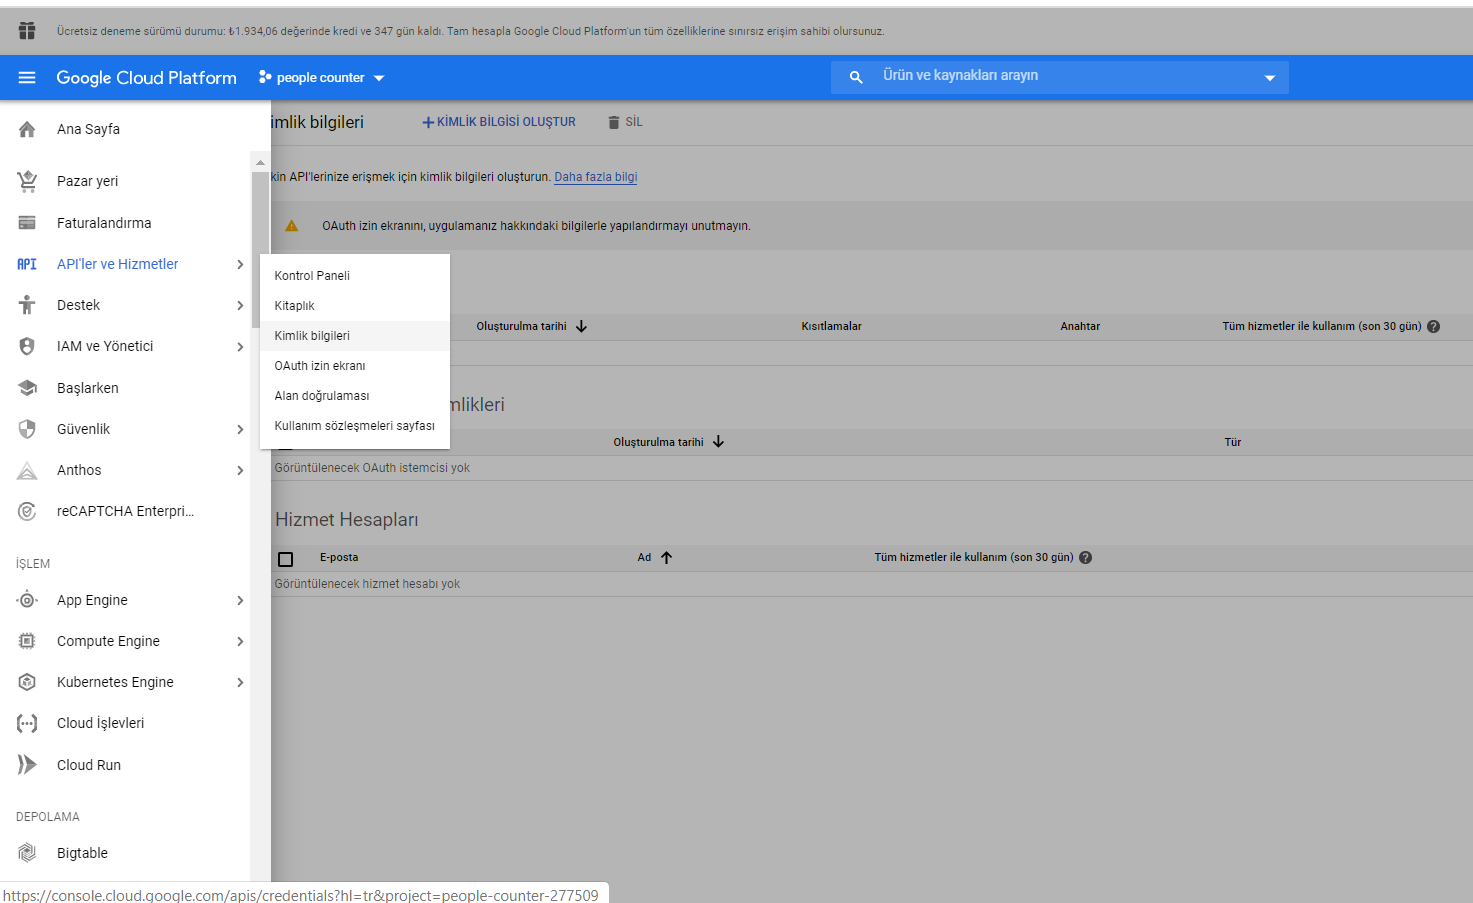 Ücretsiz deneme sürümü durumu: ₺1.934,06 değerinde kredi ve 347 gün kaldı. Tam hesapla Google Cloud Platform'un tüm özelliklerine sınırsız erişim sahibi olursunuz.
Google Cloud Platform people counter Ürün ve kaynakları arayın
Ana Sayfa
Pazar yeri
Faturalandırma
API API'ler ve Hizmetler
Destek
IAM ve Yönetici
Başlarken
Güvenlik
Anthos
reCAPTCHA Enterpri...
İŞLEM
App Engine
Compute Engine
Kubernetes Engine
Cloud İşlevleri
Cloud Run
DEPOLAMA
Bigtable
Kontrol Paneli
Kitaplık
Kimlik bilgileri
OAuth izin ekranı
Alan doğrulaması
Kullanım sözleşmeleri sayfası
imlik bilgileri + KİMLİK BİLGİSİ OLUŞTUR SİL
kin API'lerinize erişmek için kimlik bilgileri oluşturun. Daha fazla bilgi
OAuth izin ekranını, uygulamanız hakkındaki bilgilerle yapılandırmayı unutmayın.
Oluşturulma tarihi Kısıtlamalar Anahtar Tüm hizmetler ile kullanım (son 30 gün)
mlikleri
Oluşturulma tarihi Tür
Görüntülenecek OAuth istemcisi yok
Hizmet Hesapları
E-posta Ad Tüm hizmetler ile kullanım (son 30 gün)
Görüntülenecek hizmet hesabı yok
https://console.cloud.google.com/apis/credentials?hl=tr&project=people-counter-277509